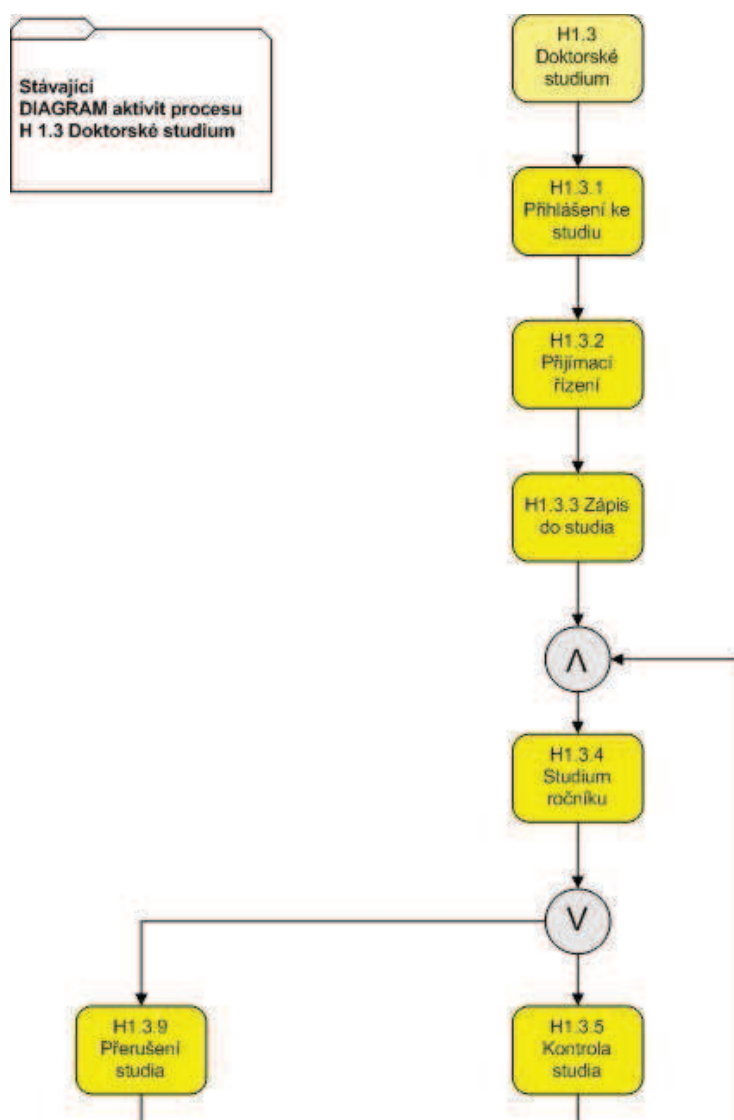 Stávající
DIAGRAM aktivit procesu
H 1.3 Doktorské studium
H1.3
Doktorské
studium
H1.3.1
Přihlášení ke
studiu
H1.3.2
Přijímací
řízení
H1.3.3 Zápis
do studia
Λ
H1.3.4
Studium
ročníku
V
H1.3.9
Přerušení
studia
H1.3.5
Kontrola
studia